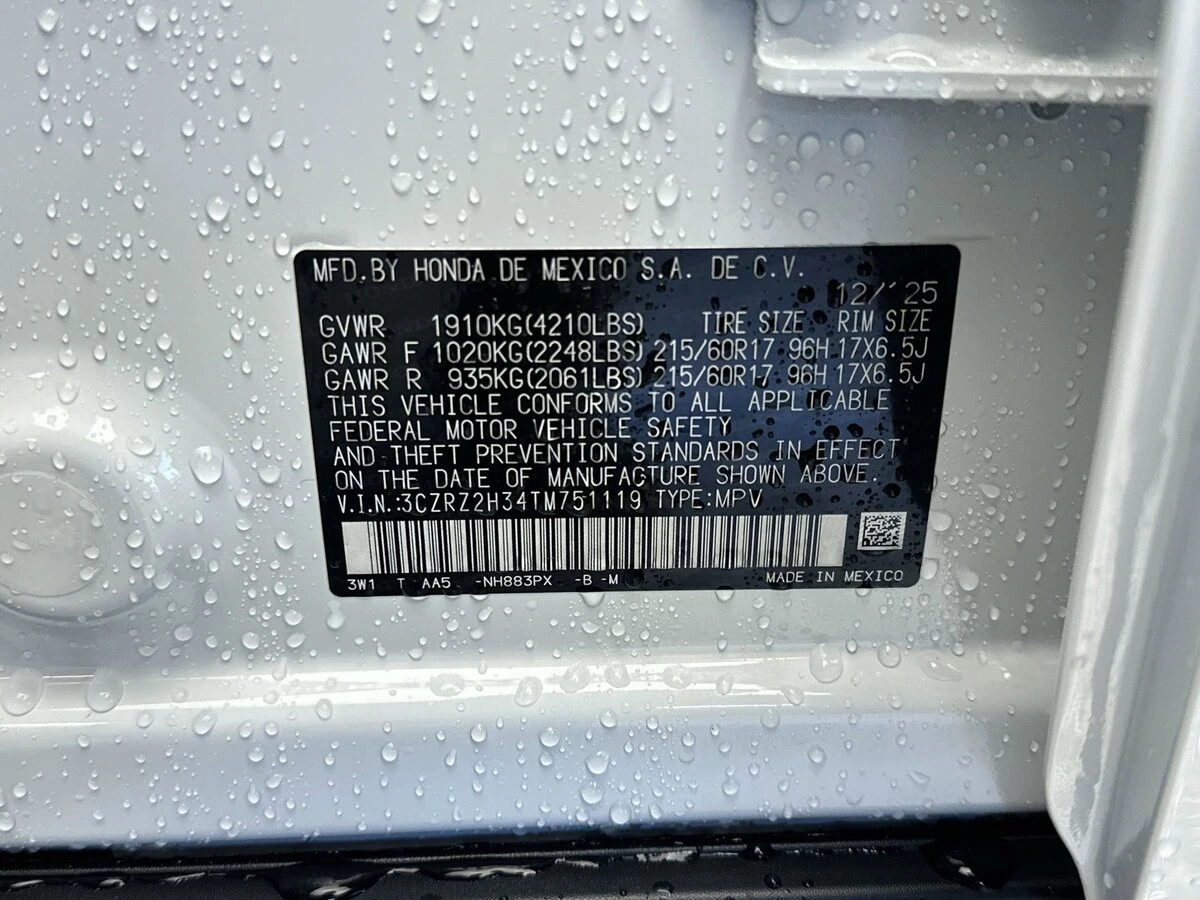 MFD.BY HONDA DE MEXICO S.A. DE C.V.
12/'25
GVWR 1910KG(4210LBS) TIRE SIZE RIM SIZE
GAWR F 1020KG(2248LBS) 215/60R17 96H 17X6.5J
GAWR R 935KG(2061LBS) 215/60R17 96H 17X6.5J
THIS VEHICLE CONFORMS TO ALL APPLICABLE
FEDERAL MOTOR VEHICLE SAFETY
AND THEFT PREVENTION STANDARDS IN EFFECT
ON THE DATE OF MANUFACTURE SHOWN ABOVE.
V.I.N.:3CZRZ2H34TM751119 TYPE:MPV
3W1 T AA5 -NH883PX -B -M MADE IN MEXICO